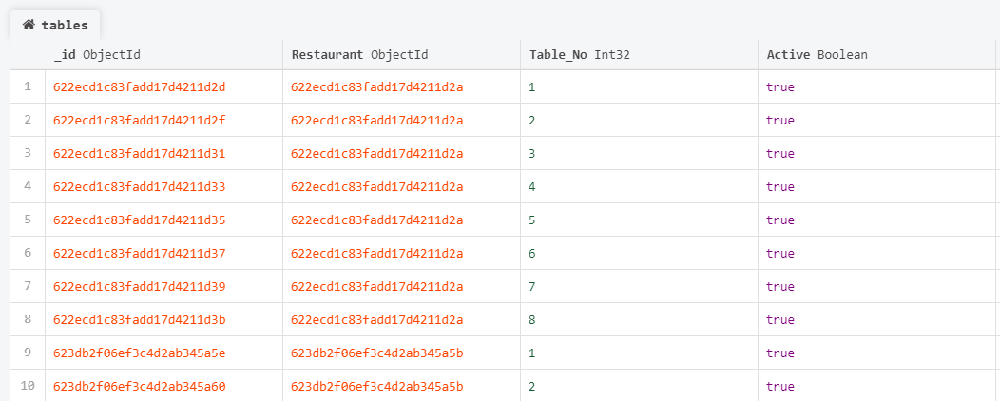 tables
_id ObjectId Restaurant ObjectId Table_No Int32 Active Boolean
1 622ecd1c83fadd17d4211d2d 622ecd1c83fadd17d4211d2a 1 true
2 622ecd1c83fadd17d4211d2f 622ecd1c83fadd17d4211d2a 2 true
3 622ecd1c83fadd17d4211d31 622ecd1c83fadd17d4211d2a 3 true
4 622ecd1c83fadd17d4211d33 622ecd1c83fadd17d4211d2a 4 true
5 622ecd1c83fadd17d4211d35 622ecd1c83fadd17d4211d2a 5 true
6 622ecd1c83fadd17d4211d37 622ecd1c83fadd17d4211d2a 6 true
7 622ecd1c83fadd17d4211d39 622ecd1c83fadd17d4211d2a 7 true
8 622ecd1c83fadd17d4211d3b 622ecd1c83fadd17d4211d2a 8 true
9 623db2f06ef3c4d2ab345a5e 623db2f06ef3c4d2ab345a5b 1 true
10 623db2f06ef3c4d2ab345a60 623db2f06ef3c4d2ab345a5b 2 true